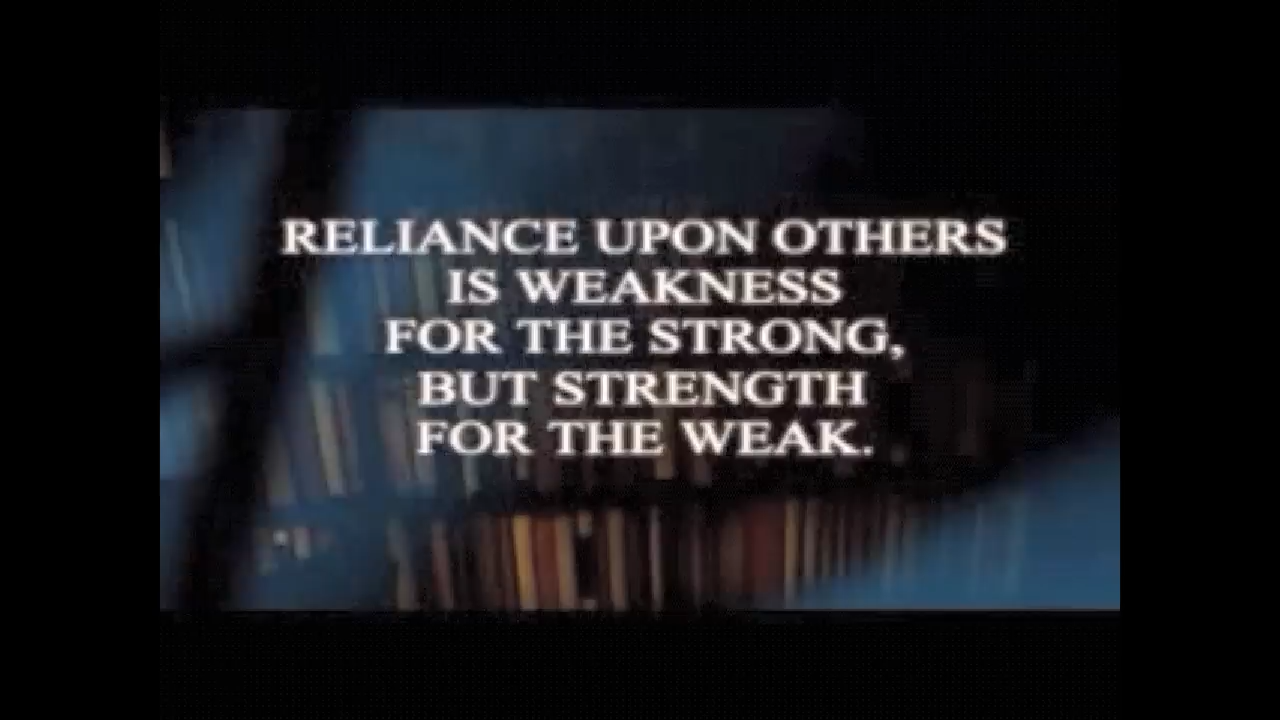 RELIANCE UPON OTHERS
IS WEAKNESS
FOR THE STRONG,
BUT STRENGTH
FOR THE WEAK.